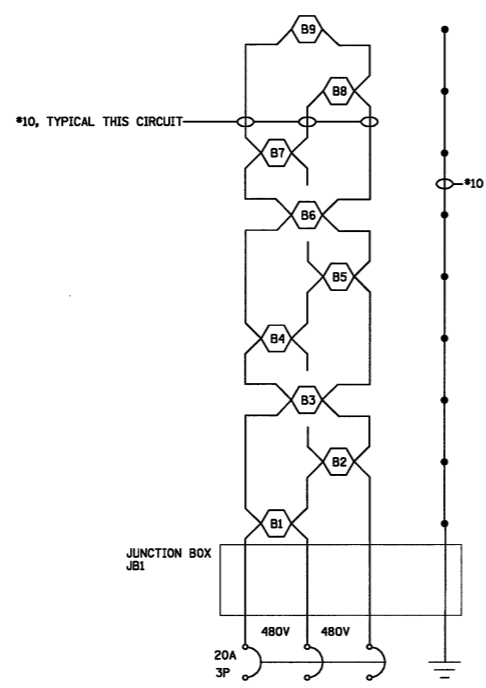 B9
B8
*10, TYPICAL THIS CIRCUIT
B7
*10
B6
B5
B4
B3
B2
B1
JUNCTION BOX
JB1
480V 480V
20A
3P